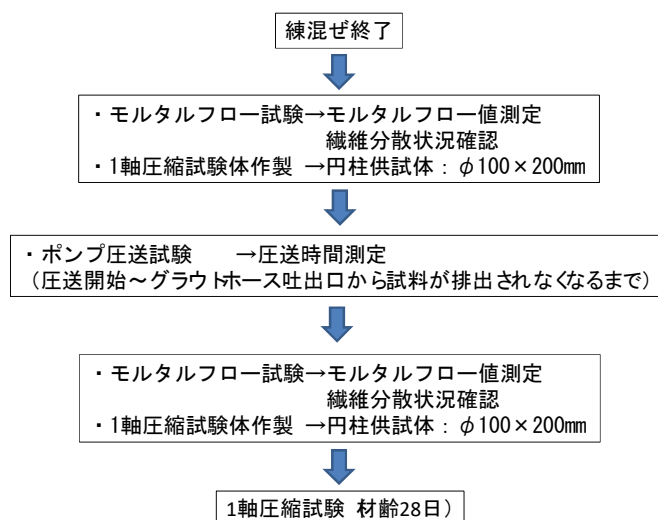 練混ぜ終了
・モルタルフロー試験→モルタルフロー値測定
繊維分散状況確認
・1軸圧縮試験体作製 →円柱供試体：φ100×200㎜
・ポンプ圧送試験 →圧送時間測定
（圧送開始～グラウトホース吐出口から試料が排出されなくなるまで）
・モルタルフロー試験→モルタルフロー値測定
繊維分散状況確認
・1軸圧縮試験体作製 →円柱供試体：φ100×200㎜
1軸圧縮試験 材齢28日）